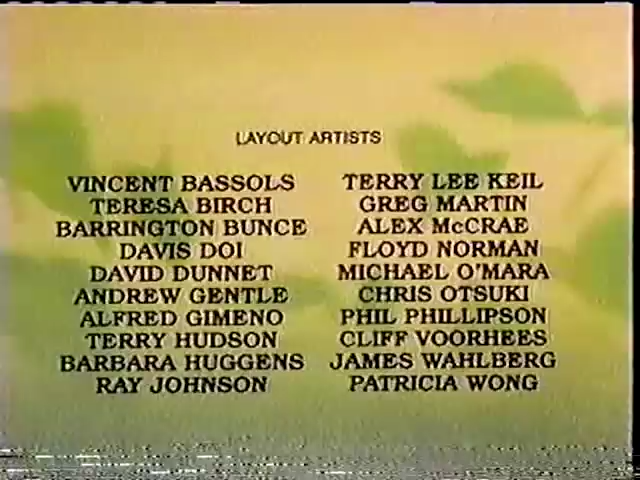 LAYOUT ARTISTS
VINCENT BASSOLS
TERESA BIRCH
BARRINGTON BUNCE
DAVIS DOI
DAVID DUNNET
ANDREW GENTLE
ALFRED GIMENO
TERRY HUDSON
BARBARA HUGGENS
RAY JOHNSON
TERRY LEE KEIL
GREG MARTIN
ALEX McCRAE
FLOYD NORMAN
MICHAEL O'MARA
CHRIS OTSUKI
PHIL PHILLIPSON
CLIFF VOORHEES
JAMES WAHLBERG
PATRICIA WONG